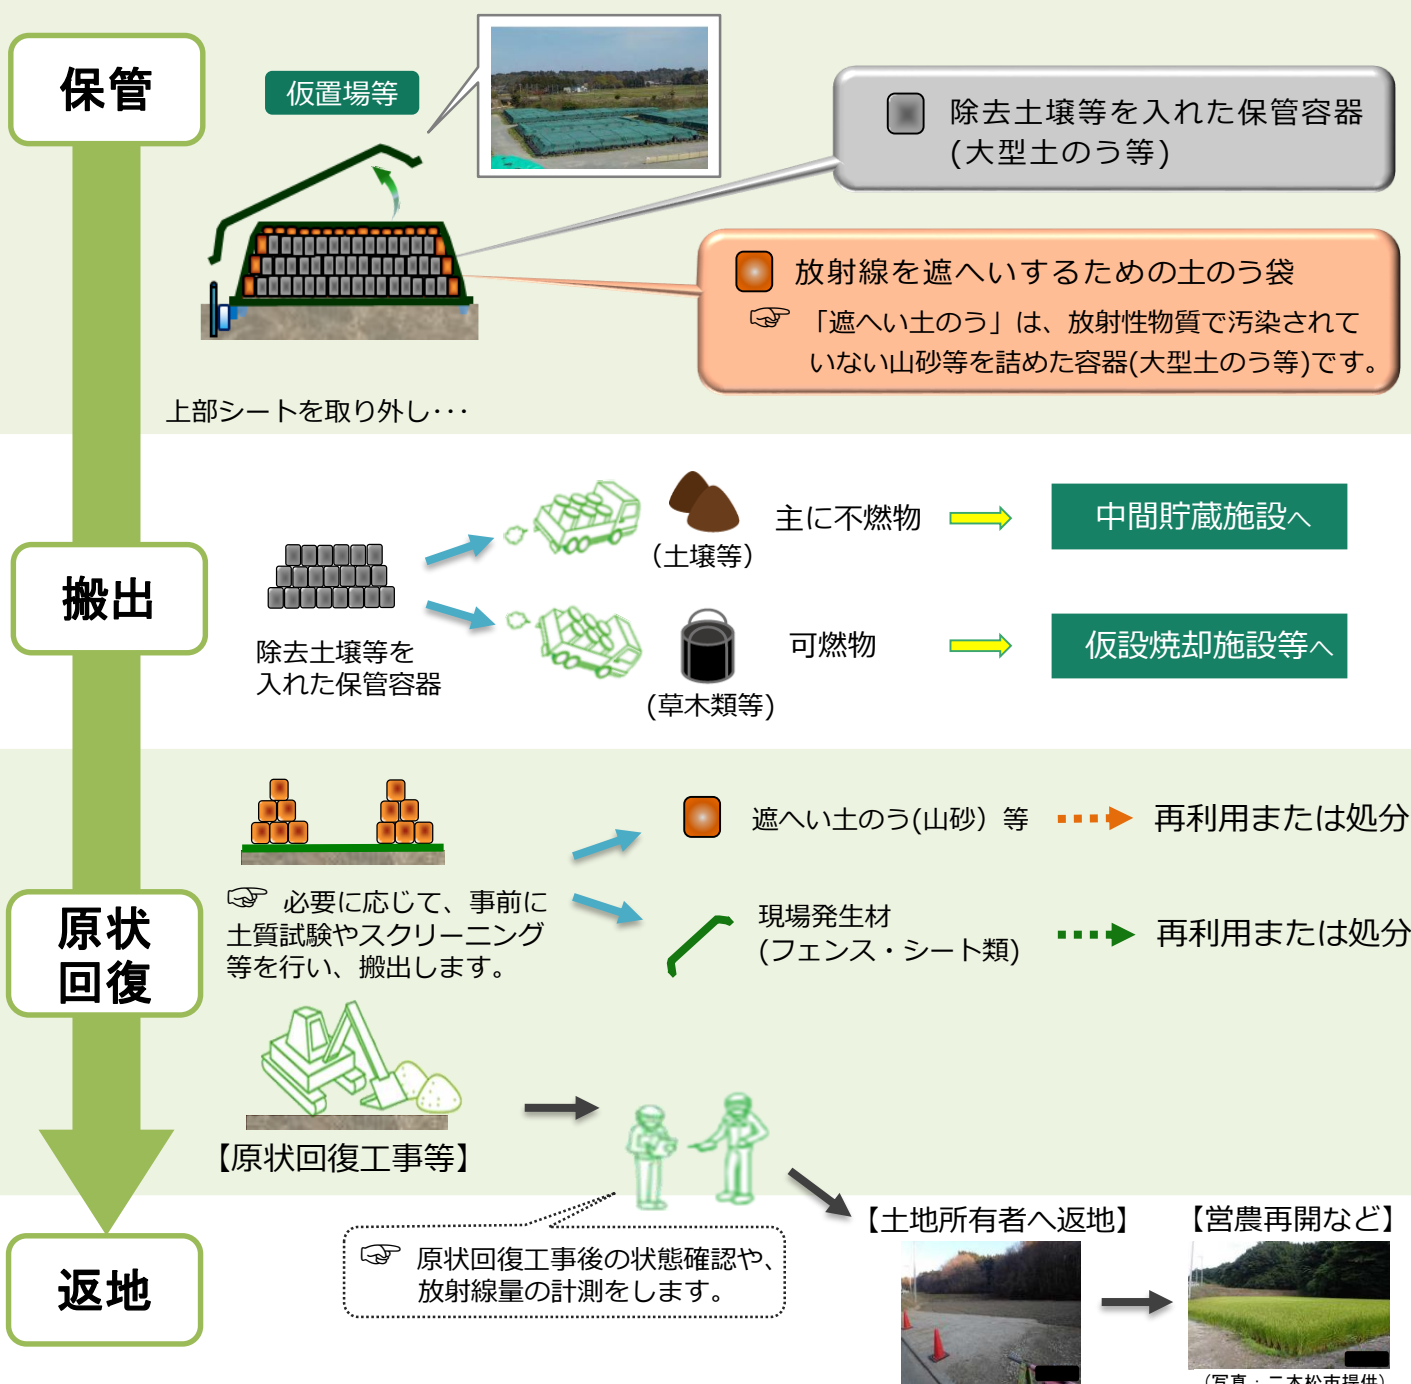 保管
仮置場等
除去土壌等を入れた保管容器
(大型土のう等)
放射線を遮へいするための土のう袋
☞ 「遮へい土のう」は、放射性物質で汚染されて
いない山砂等を詰めた容器(大型土のう等)です。
上部シートを取り外し･･･
搬出
除去土壌等を
入れた保管容器
(土壌等)
主に不燃物
中間貯蔵施設へ
(草木類等)
可燃物
仮設焼却施設等へ
原状
回復
☞ 必要に応じて、事前に
土質試験やスクリーニング
等を行い、搬出します。
遮へい土のう(山砂）等
再利用または処分
現場発生材
(フェンス・シート類)
再利用または処分
【原状回復工事等】
☞ 原状回復工事後の状態確認や、
放射線量の計測をします。
返地
【土地所有者へ返地】
【営農再開など】
（写真：二本松市提供）